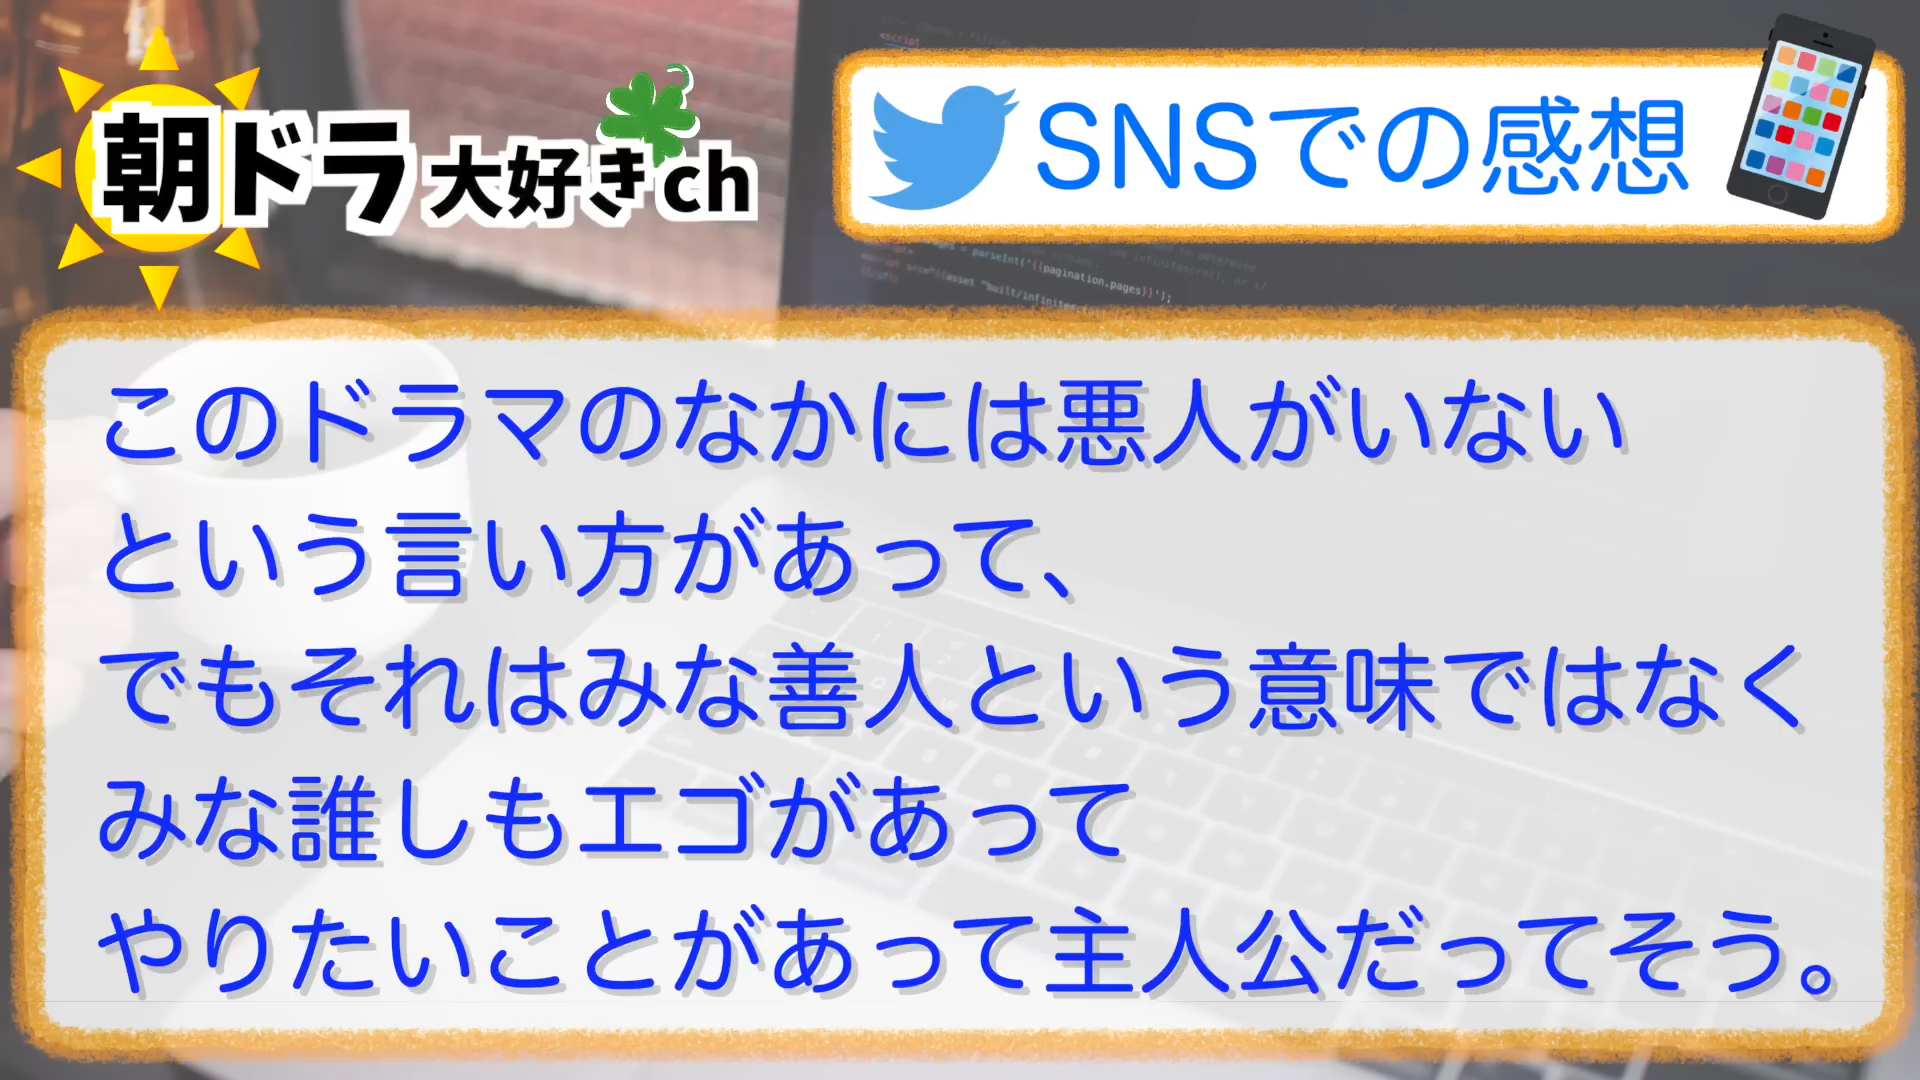 朝ドラ大好きch
SNSでの感想
<script
parseInt('{{pagination.pages}}');
このドラマのなかには悪人がいない
という言い方があって、
でもそれはみな善人という意味ではなく
みな誰しもエゴがあって
やりたいことがあって主人公だってそう。